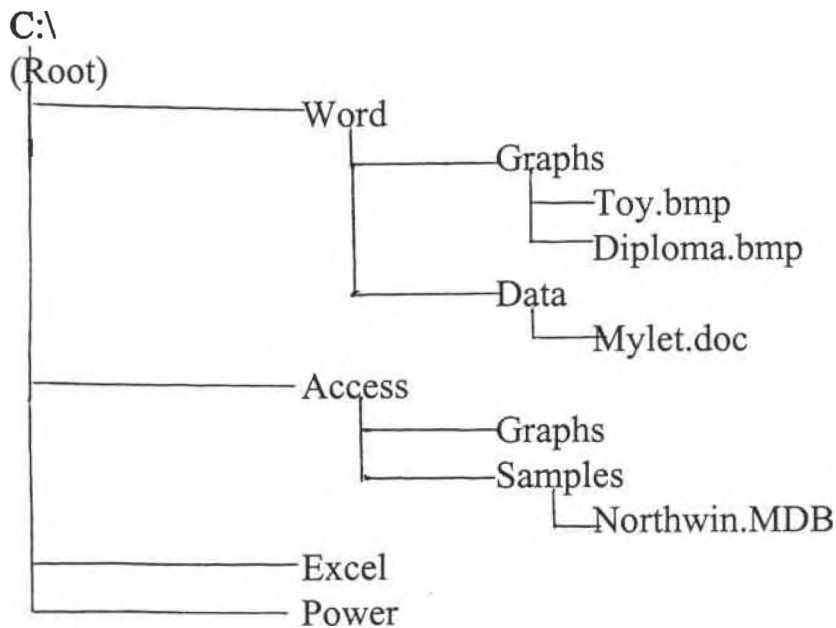 C:\
(Root)
Word
Graphs
Toy.bmp
Diploma.bmp
Data
Mylet.doc
Access
Graphs
Samples
Northwin.MDB
Excel
Power